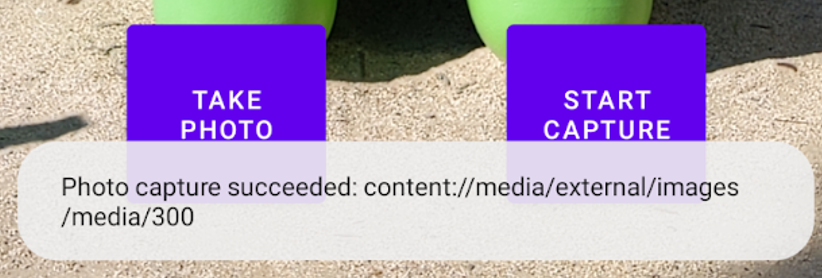 TAKE
PHOTO
START
CAPTURE
Photo capture succeeded: content://media/external/images
/media/300